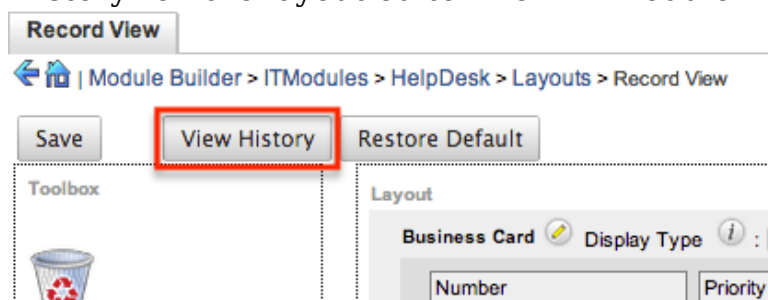 Record View
| Module Builder > ITModules > HelpDesk > Layouts > Record View
Save View History Restore Default
Toolbox
Layout
Business Card Display Type i :
Number Priority